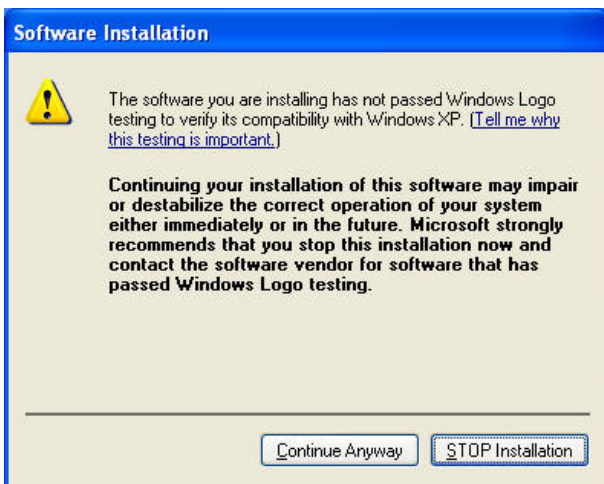 Software Installation
The software you are installing has not passed Windows Logo
testing to verify its compatibility with Windows XP. (Tell me why
this testing is important.)
Continuing your installation of this software may impair
or destabilize the correct operation of your system
either immediately or in the future. Microsoft strongly
recommends that you stop this installation now and
contact the software vendor for software that has
passed Windows Logo testing.
Continue Anyway
STOP Installation